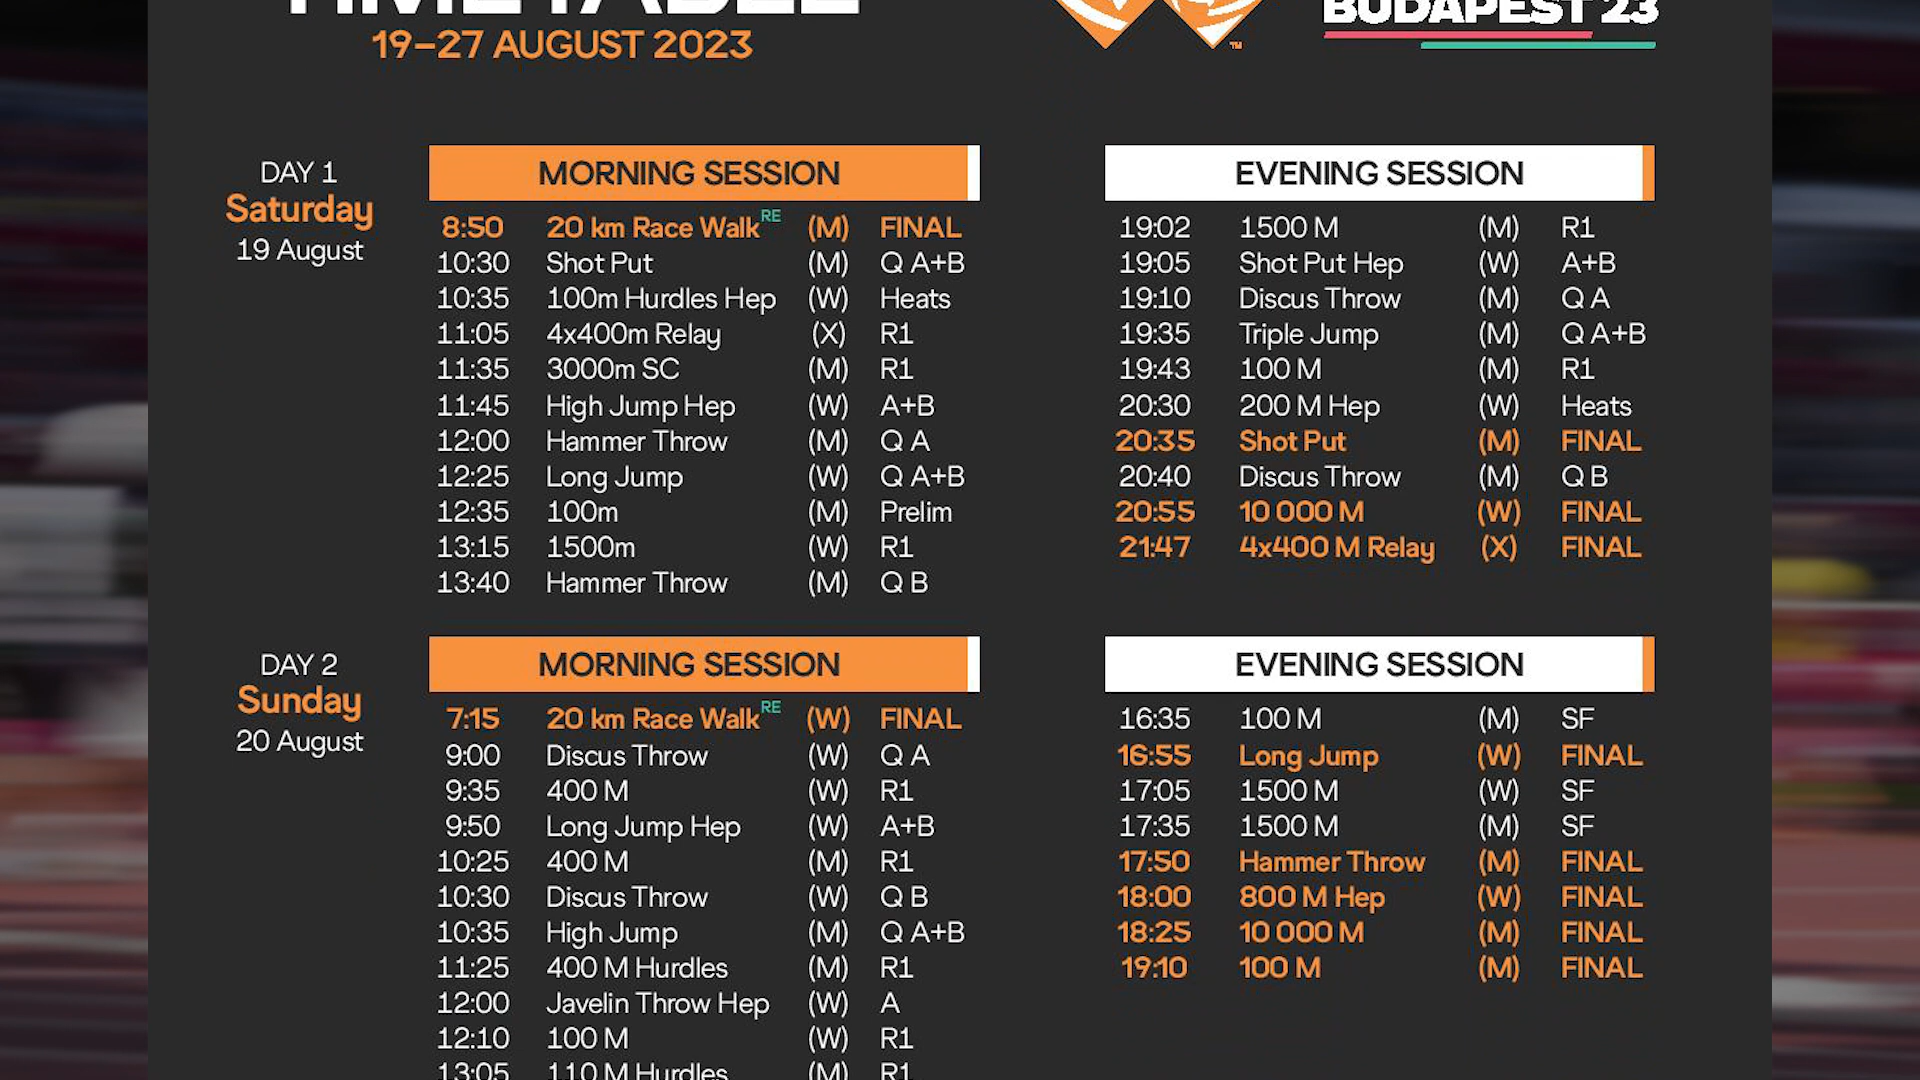 TIMETABLE
19–27 AUGUST 2023
TM
BUDAPEST'23
DAY 1
Saturday
19 August
MORNING SESSION
8:50 20 km Race Walk RE (M) FINAL
10:30 Shot Put (M) Q A+B
10:35 100m Hurdles Hep (W) Heats
11:05 4x400m Relay (X) R1
11:35 3000m SC (M) R1
11:45 High Jump Hep (W) A+B
12:00 Hammer Throw (M) Q A
12:25 Long Jump (W) Q A+B
12:35 100m (M) Prelim
13:15 1500m (W) R1
13:40 Hammer Throw (M) Q B
EVENING SESSION
19:02 1500 M (M) R1
19:05 Shot Put Hep (W) A+B
19:10 Discus Throw (M) Q A
19:35 Triple Jump (M) Q A+B
19:43 100 M (M) R1
20:30 200 M Hep (W) Heats
20:35 Shot Put (M) FINAL
20:40 Discus Throw (M) Q B
20:55 10 000 M (W) FINAL
21:47 4x400 M Relay (X) FINAL
DAY 2
Sunday
20 August
MORNING SESSION
7:15 20 km Race Walk RE (W) FINAL
9:00 Discus Throw (W) Q A
9:35 400 M (W) R1
9:50 Long Jump Hep (W) A+B
10:25 400 M (M) R1
10:30 Discus Throw (W) Q B
10:35 High Jump (M) Q A+B
11:25 400 M Hurdles (M) R1
12:00 Javelin Throw Hep (W) A
12:10 100 M (W) R1
13:05 110 M Hurdles (M) R1
EVENING SESSION
16:35 100 M (M) SF
16:55 Long Jump (W) FINAL
17:05 1500 M (W) SF
17:35 1500 M (M) SF
17:50 Hammer Throw (M) FINAL
18:00 800 M Hep (W) FINAL
18:25 10 000 M (M) FINAL
19:10 100 M (M) FINAL